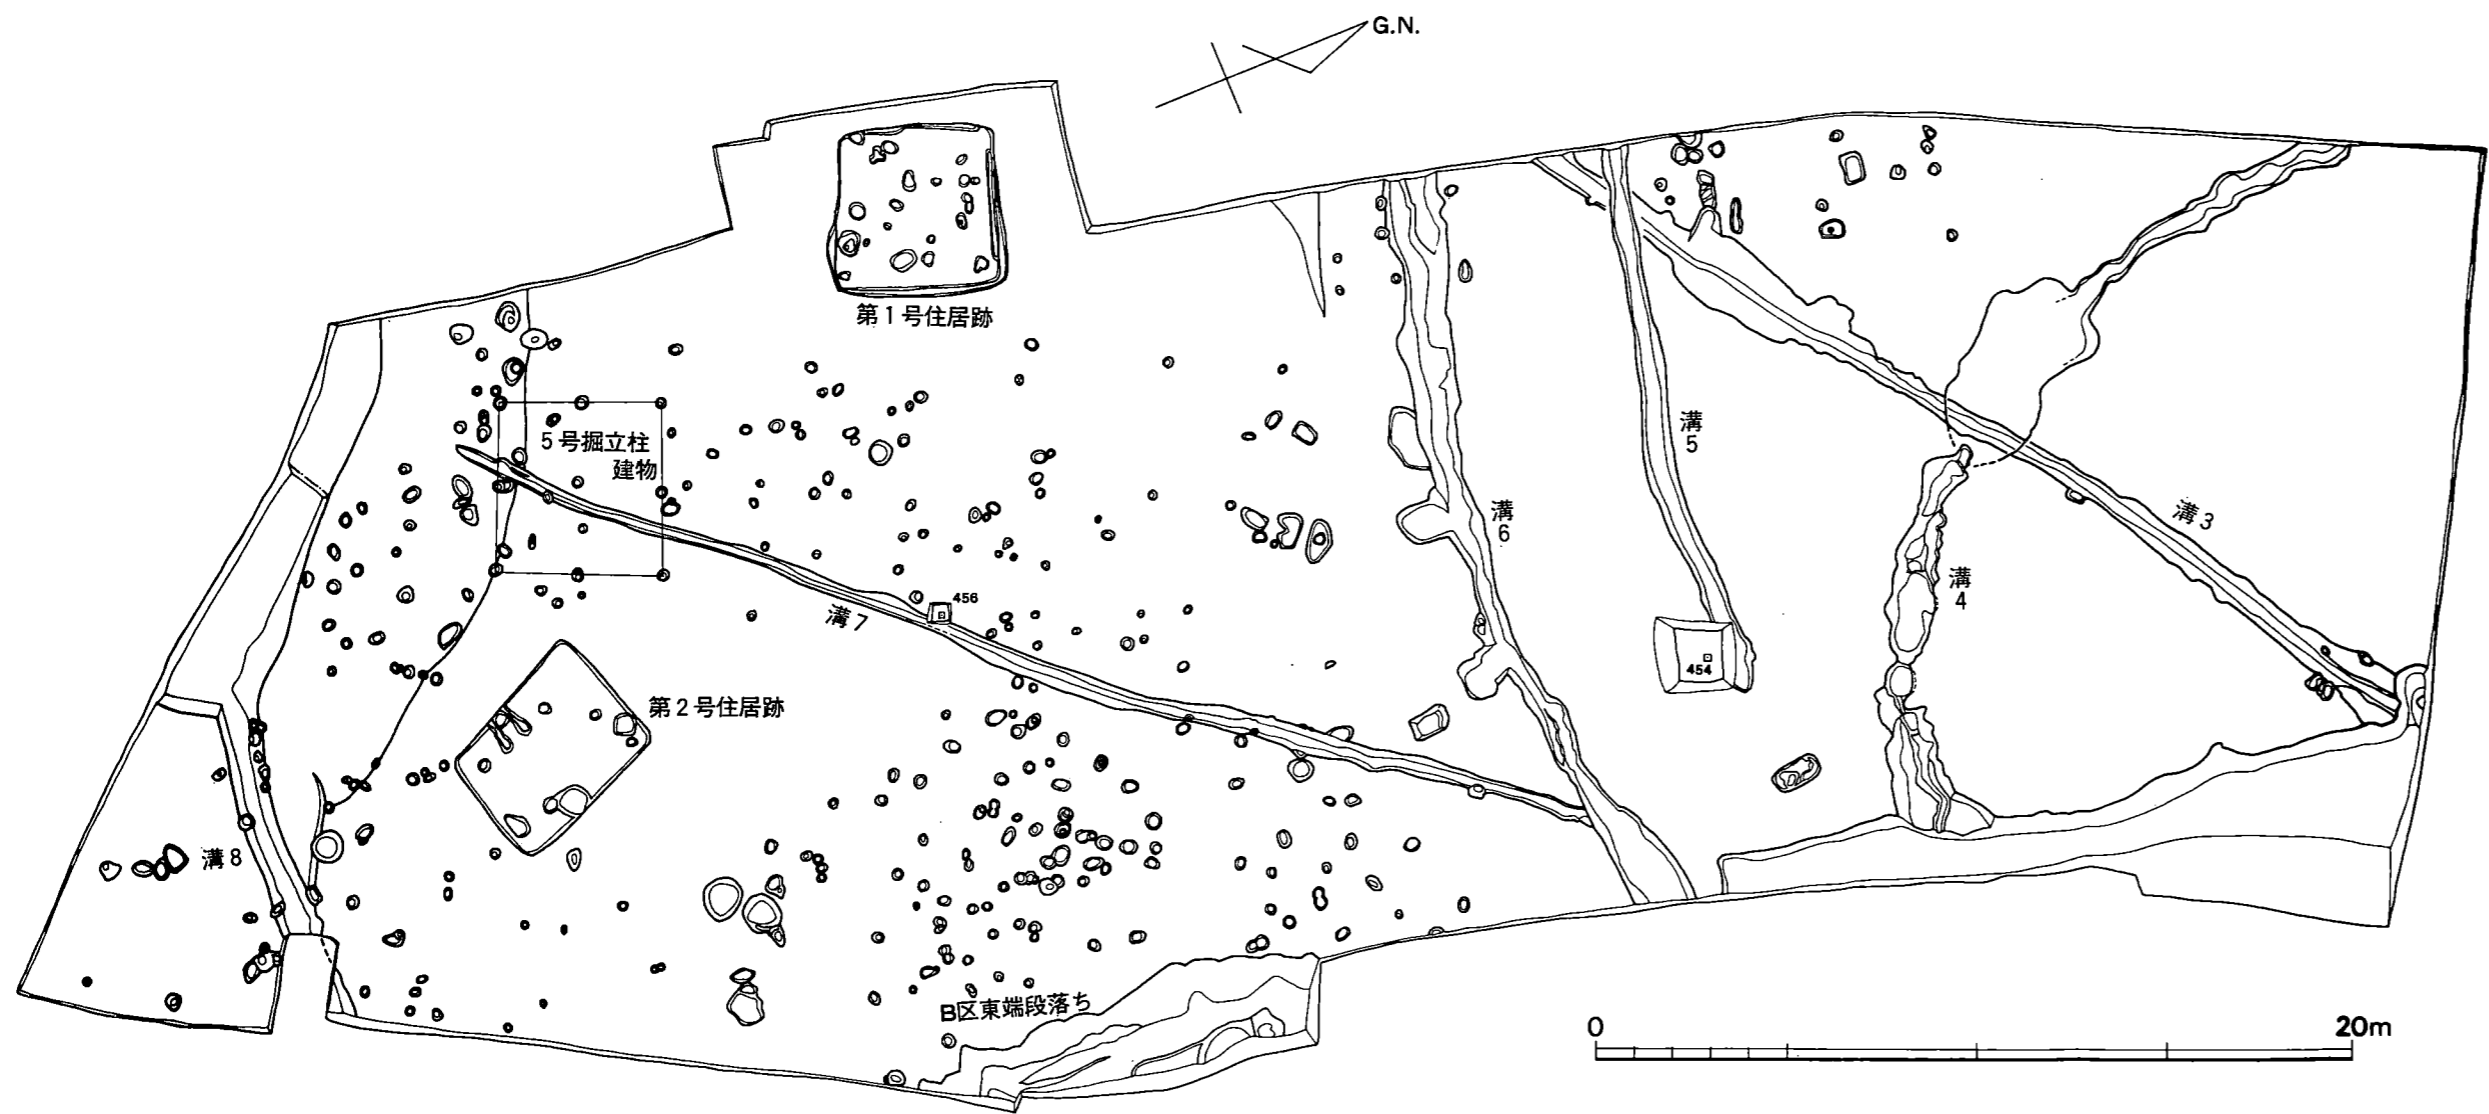 G.N.
第1号住居跡
5号掘立柱
建物
溝5
溝6
溝3
溝4
456
溝7
454
第2号住居跡
溝8
B区東端段落ち
0 20m